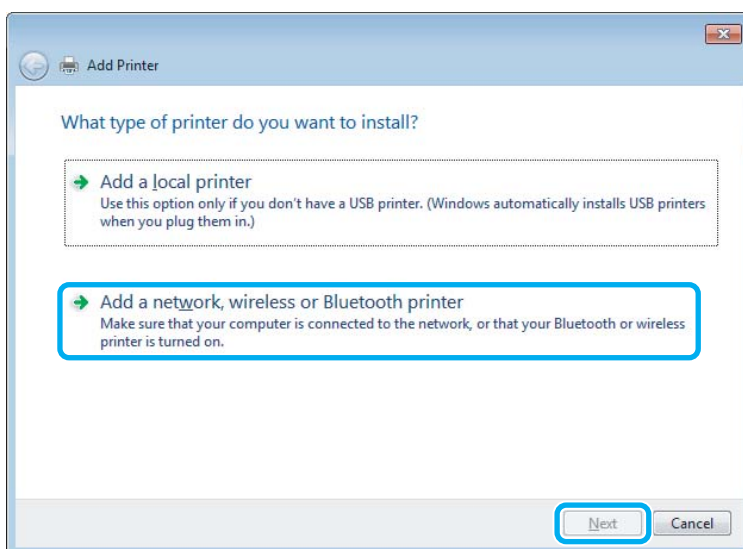 Add Printer
What type of printer do you want to install?
Add a local printer
Use this option only if you don't have a USB printer. (Windows automatically installs USB printers
when you plug them in.)
Add a network, wireless or Bluetooth printer
Make sure that your computer is connected to the network, or that your Bluetooth or wireless
printer is turned on.
Next Cancel